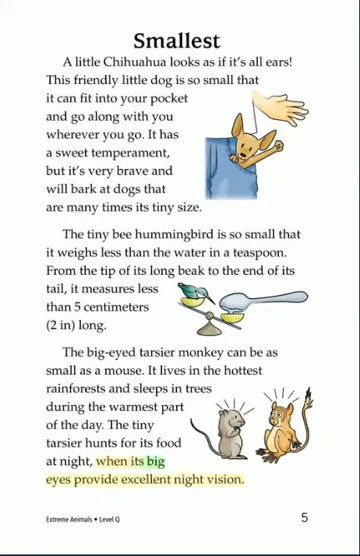 Smallest
A little Chihuahua looks as if it's all ears!
This friendly little dog is so small that
it can fit into your pocket
and go along with you
wherever you go. It has
a sweet temperament,
but it's very brave and
will bark at dogs that
are many times its tiny size.
The tiny bee hummingbird is so small that
it weighs less than the water in a teaspoon.
From the tip of its long beak to the end of its
tail, it measures less
than 5 centimeters
(2 in) long.
The big-eyed tarsier monkey can be as
small as a mouse. It lives in the hottest
rainforests and sleeps in trees
during the warmest part
of the day. The tiny
tarsier hunts for its food
at night, when its big
eyes provide excellent night vision.
Extreme Animals • Level Q
5